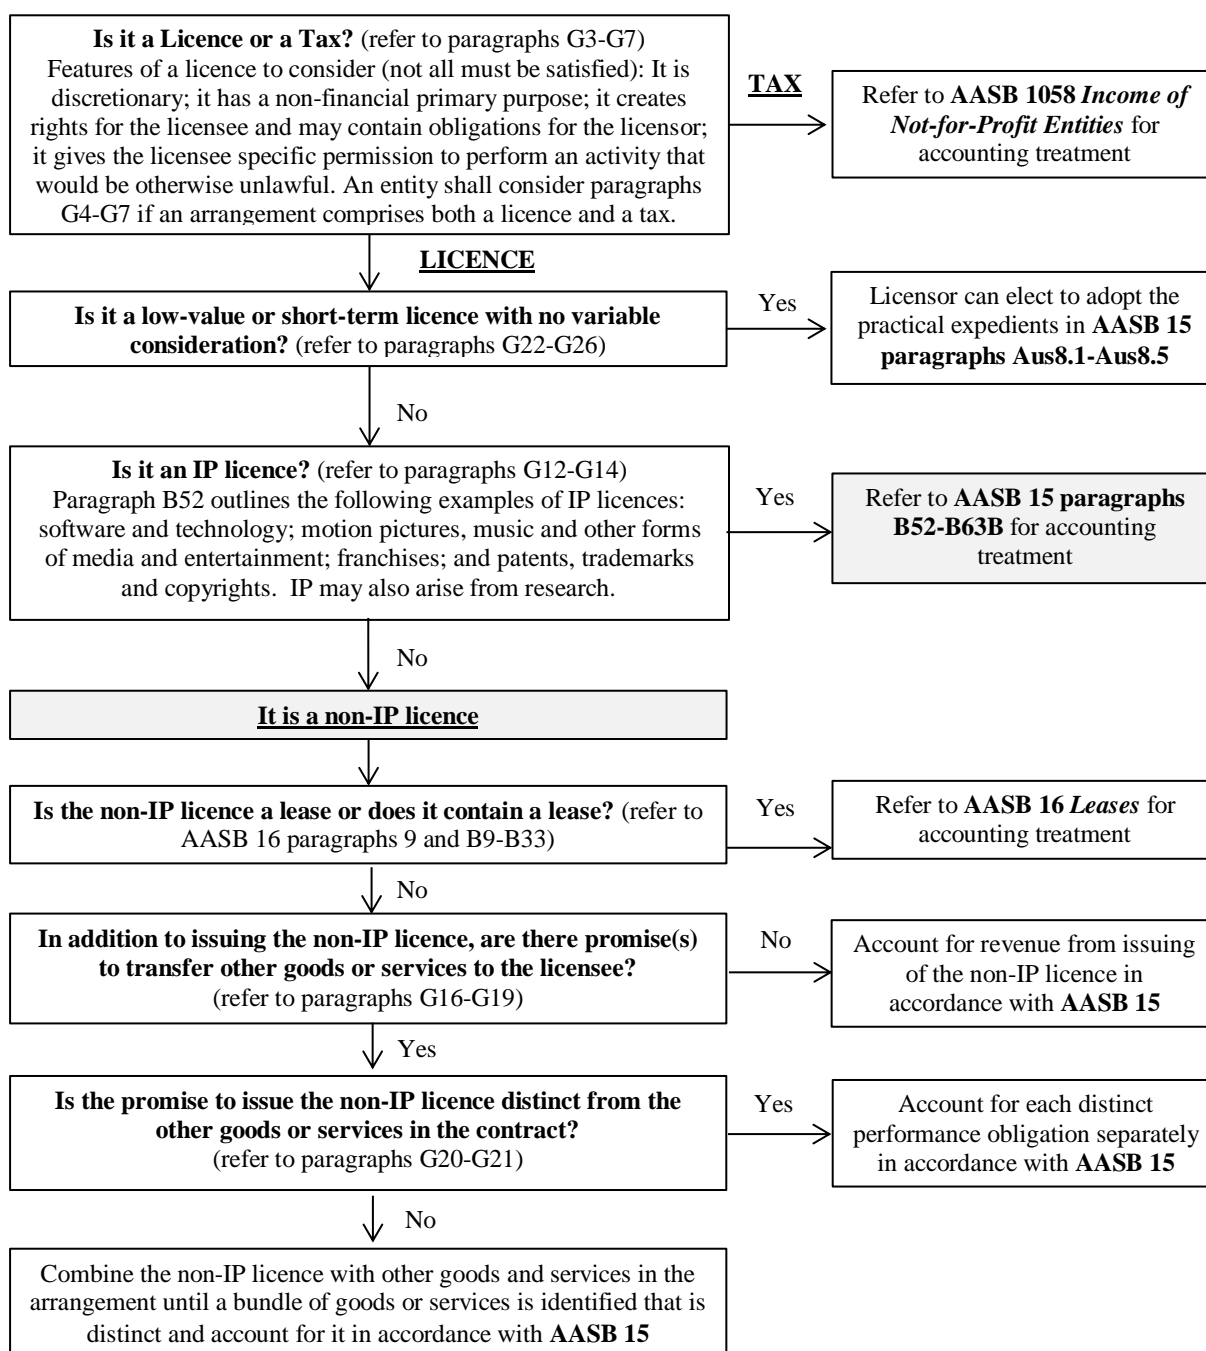 Is it a Licence or a Tax? (refer to paragraphs G3-G7)
Features of a licence to consider (not all must be satisfied): It is
discretionary; it has a non-financial primary purpose; it creates
rights for the licensee and may contain obligations for the licensor;
it gives the licensee specific permission to perform an activity that
would be otherwise unlawful. An entity shall consider paragraphs
G4-G7 if an arrangement comprises both a licence and a tax.
TAX
Refer to AASB 1058 Income of
Not-for-Profit Entities for
accounting treatment
LICENCE
Is it a low-value or short-term licence with no variable
consideration? (refer to paragraphs G22-G26)
Yes
Licensor can elect to adopt the
practical expedients in AASB 15
paragraphs Aus8.1-Aus8.5
No
Is it an IP licence? (refer to paragraphs G12-G14)
Paragraph B52 outlines the following examples of IP licences:
software and technology; motion pictures, music and other forms
of media and entertainment; franchises; and patents, trademarks
and copyrights. IP may also arise from research.
Yes
Refer to AASB 15 paragraphs
B52-B63B for accounting
treatment
No
It is a non-IP licence
Is the non-IP licence a lease or does it contain a lease? (refer to
AASB 16 paragraphs 9 and B9-B33)
Yes
Refer to AASB 16 Leases for
accounting treatment
No
In addition to issuing the non-IP licence, are there promise(s)
to transfer other goods or services to the licensee?
(refer to paragraphs G16-G19)
No
Account for revenue from issuing
of the non-IP licence in
accordance with AASB 15
Yes
Is the promise to issue the non-IP licence distinct from the
other goods or services in the contract?
(refer to paragraphs G20-G21)
Yes
Account for each distinct
performance obligation separately
in accordance with AASB 15
No
Combine the non-IP licence with other goods and services in the
arrangement until a bundle of goods or services is identified that is
distinct and account for it in accordance with AASB 15